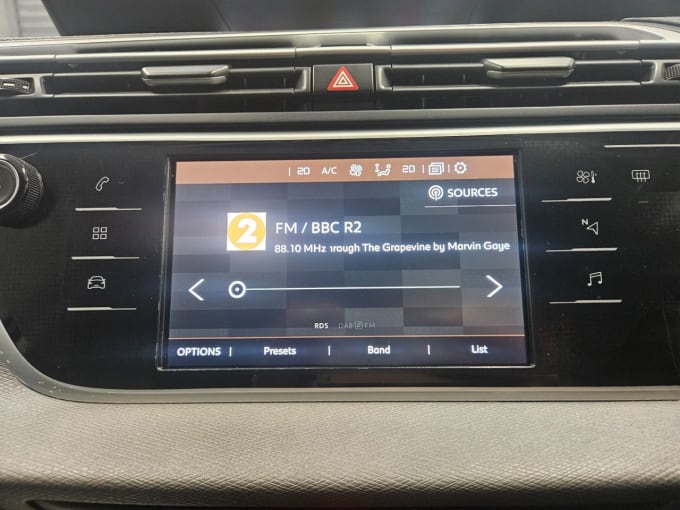 20 A/C 20
SOURCES
2
FM / BBC R2
88.10 MHz hrough The Grapevine by Marvin Gaye
RDS DAB FM
OPTIONS | Presets | Band | List
N